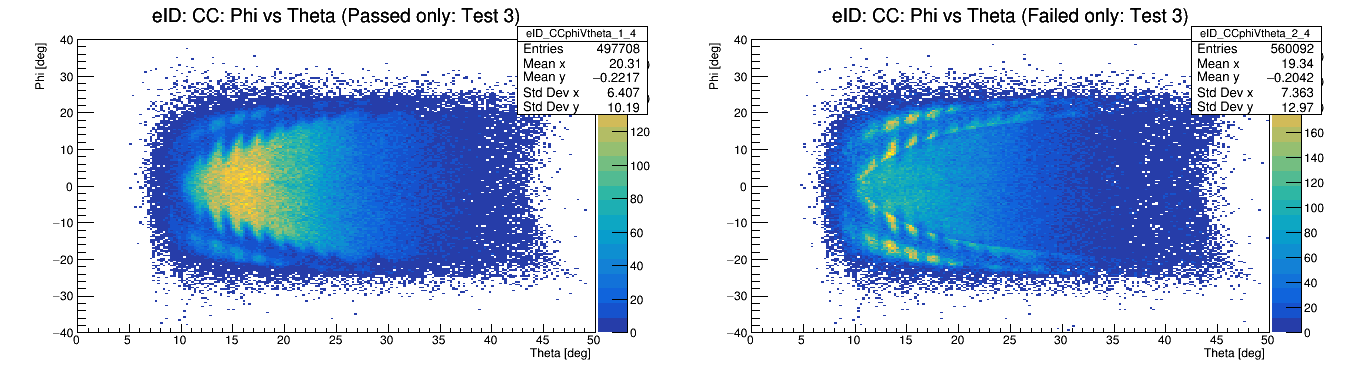 eID: CC: Phi vs Theta (Passed only: Test 3)
eID_CCphiVtheta_1_4
Entries 497708
Mean x 20.31
Mean y −0.2217
Std Dev x 6.407
Std Dev y 10.19
Phi [deg]
40
30
20
10
0
−10
−20
−30
−40
0 5 10 15 20 25 30 35 40 45 50
Theta [deg]
120
100
80
60
40
20
0
eID: CC: Phi vs Theta (Failed only: Test 3)
eID_CCphiVtheta_2_4
Entries 560092
Mean x 19.34
Mean y −0.2042
Std Dev x 7.363
Std Dev y 12.97
Phi [deg]
40
30
20
10
0
−10
−20
−30
−40
0 5 10 15 20 25 30 35 40 45 50
Theta [deg]
160
140
120
100
80
60
40
20
0